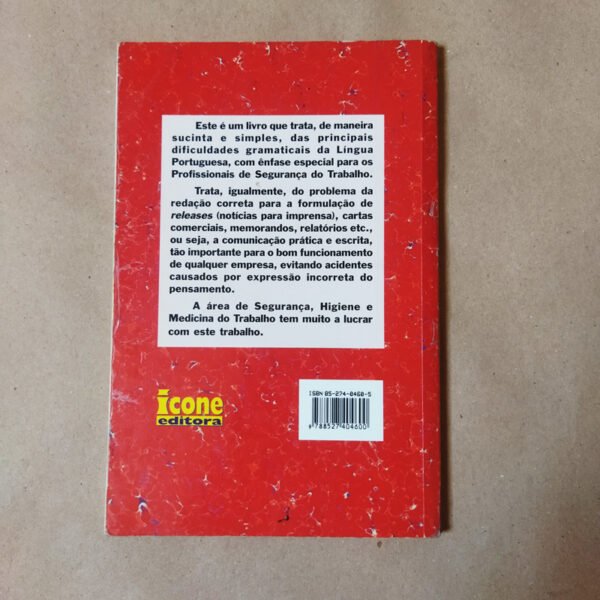 Este é um livro que trata, de maneira
sucinta e simples, das principais
dificuldades gramaticais da Língua
Portuguesa, com ênfase especial para os
Profissionais de Segurança do Trabalho.
Trata, igualmente, do problema da
redação correta para a formulação de
releases (notícias para imprensa), cartas
comerciais, memorandos, relatórios etc.,
ou seja, a comunicação prática e escrita,
tão importante para o bom funcionamento
de qualquer empresa, evitando acidentes
causados por expressão incorreta do
pensamento.
A área de Segurança, Higiene e
Medicina do Trabalho tem muito a lucrar
com este trabalho.
ISBN 85-274-0460-5
9 788527 404600
ícone
editora